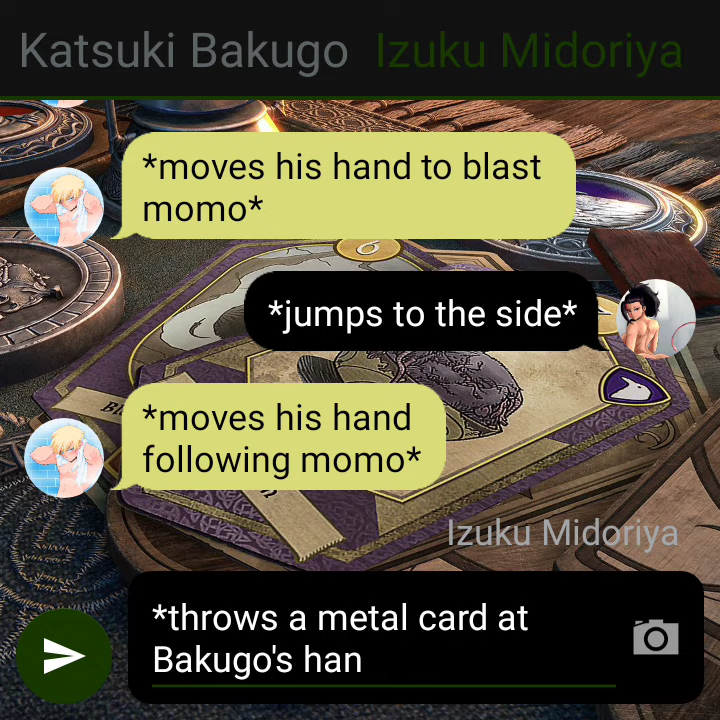 Katsuki Bakugo Izuku Midoriya
*moves his hand to blast
momo*
*jumps to the side*
*moves his hand
following momo*
Izuku Midoriya
*throws a metal card at
Bakugo's han